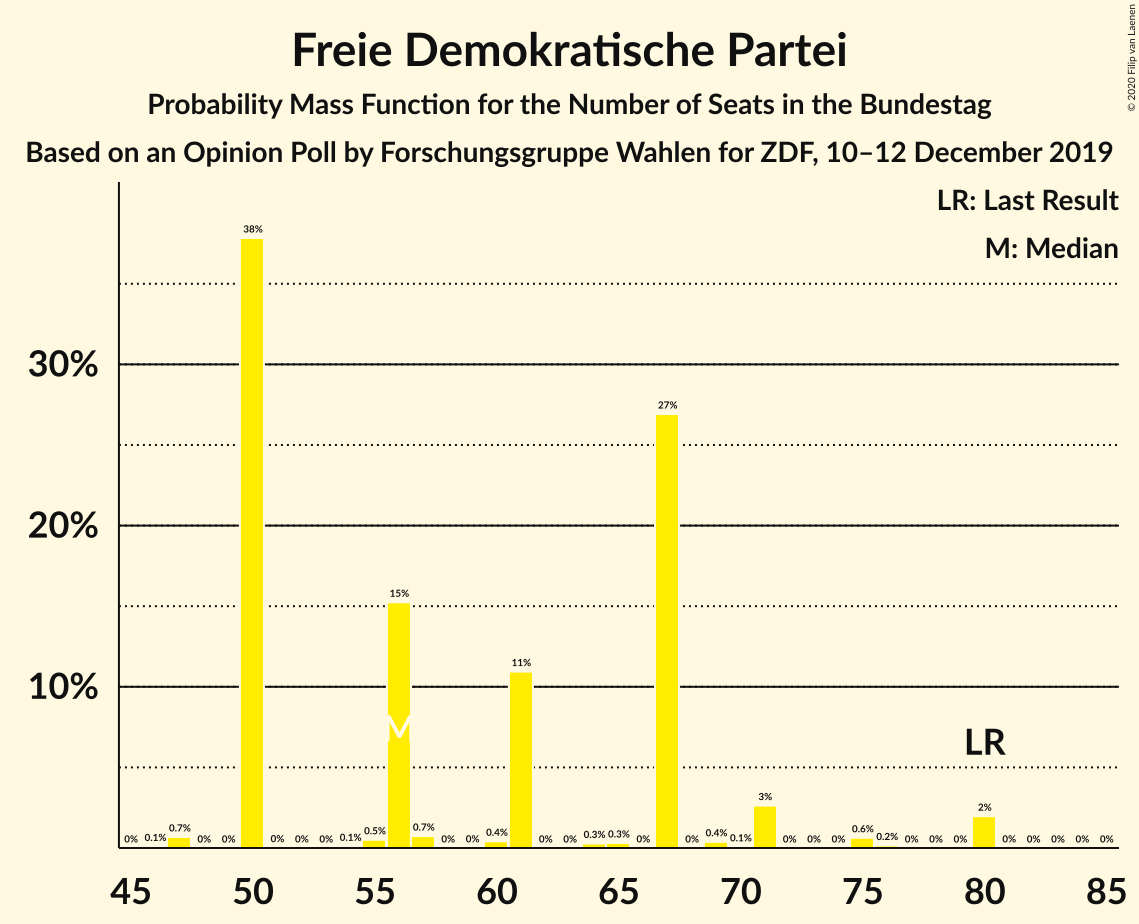 Freie Demokratische Partei
Probability Mass Function for the Number of Seats in the Bundestag
Based on an Opinion Poll by Forschungsgruppe Wahlen for ZDF, 10–12 December 2019
© 2020 Filip van Laenen
LR: Last Result
M: Median
30%
20%
10%
0% 0.1% 0.7% 0% 0% 38% 0% 0% 0% 0.1% 0.5% 15% 0.7% 0% 0% 0.4% 11% 0% 0% 0.3% 0.3% 0% 27% 0% 0.4% 0.1% 3% 0% 0% 0% 0.6% 0.2% 0% 0% 0% 2% 0% 0% 0% 0% 0%
M
LR
45 50 55 60 65 70 75 80 85